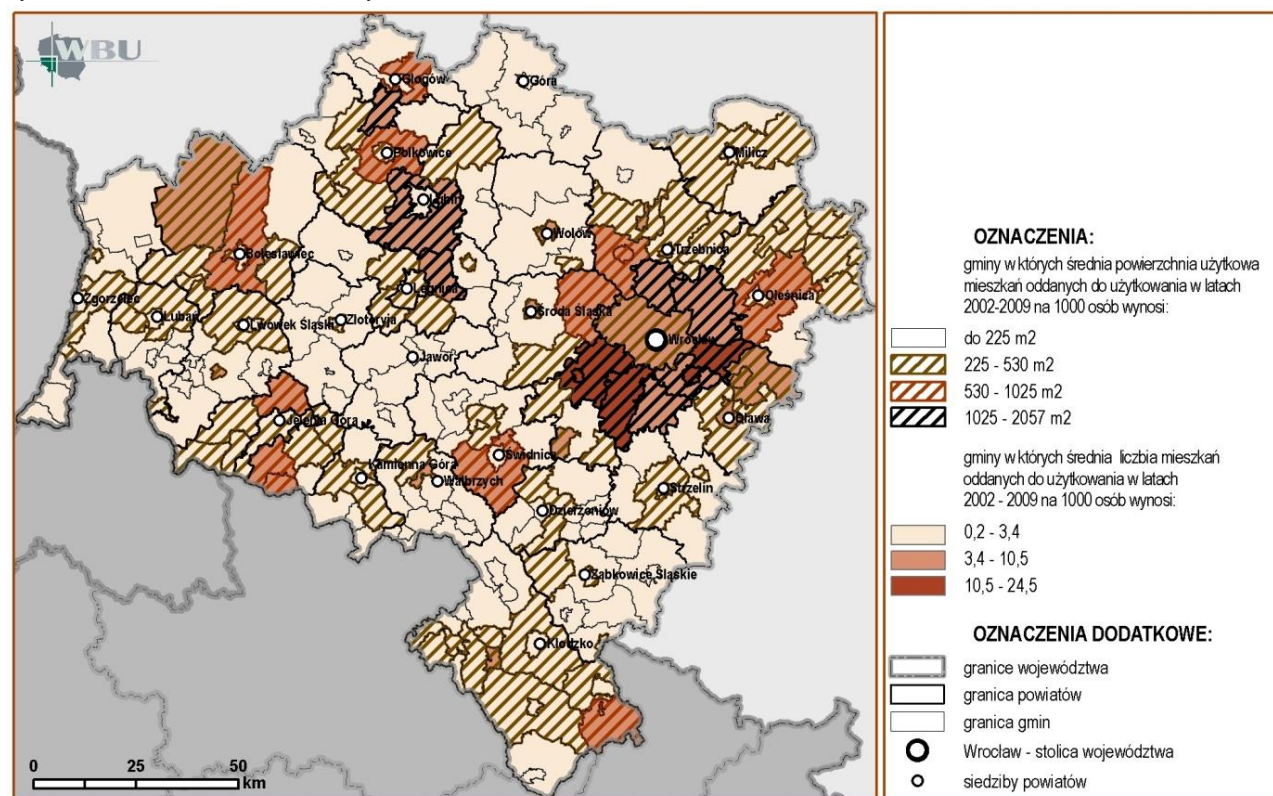 WBU
Głogów
Góra
Polkowice
Milicz
Lubin
Wołów
Trzebnica
Bolesławiec
Legnica
Oleśnica
Zgorzelec
Środa Śląska
Lubań
Lwówek Śląski
Złotoryja
Wrocław
Jawor
Jelenia Góra
Oława
Świdnica
Kamienna Góra
Wałbrzych
Strzelin
Dzierżoniów
Ząbkowice Śląskie
Kłodzko
0 25 50
km
OZNACZENIA:
gminy w których średnia powierzchnia użytkowa
mieszkań oddanych do użytkowania w latach
2002-2009 na 1000 osób wynosi:
do 225 m2
225 - 530 m2
530 - 1025 m2
1025 - 2057 m2
gminy w których średnia liczbia mieszkań
oddanych do użytkowania w latach
2002 - 2009 na 1000 osób wynosi:
0,2 - 3,4
3,4 - 10,5
10,5 - 24,5
OZNACZENIA DODATKOWE:
granice województwa
granica powiatów
granica gmin
Wrocław - stolica województwa
siedziby powiatów